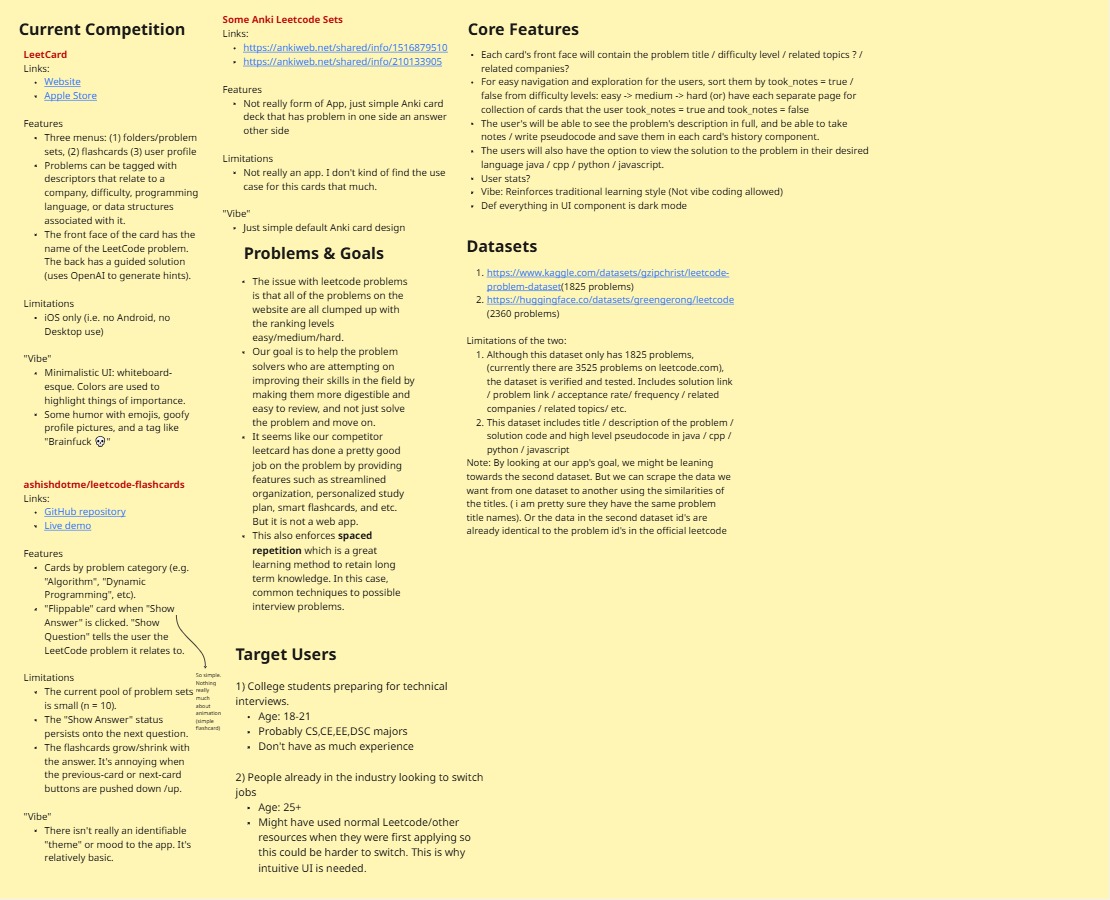 Current Competition
LeetCard
Links:
• Website
• Apple Store
Features
• Three menus: (1) folders/problem
sets, (2) flashcards (3) user profile
• Problems can be tagged with
descriptors that relate to a
company, difficulty, programming
language, or data structures
associated with it.
• The front face of the card has the
name of the LeetCode problem.
The back has a guided solution
(uses OpenAI to generate hints).
Limitations
• iOS only (i.e. no Android, no
Desktop use)
"Vibe"
• Minimalistic UI: whiteboard-
esque. Colors are used to
highlight things of importance.
• Some humor with emojis, goofy
profile pictures, and a tag like
"Brainfuck 💀"
ashishdotme/leetcode-flashcards
Links:
• GitHub repository
• Live demo
Features
• Cards by problem category (e.g.
"Algorithm", "Dynamic
Programming", etc).
• "Flippable" card when "Show
Answer" is clicked. "Show
Question" tells the user the
LeetCode problem it relates to.
So simple.
Nothing
really
much
about
animation
(simple
flashcard)
Limitations
• The current pool of problem sets
is small (n = 10).
• The "Show Answer" status
persists onto the next question.
• The flashcards grow/shrink with
the answer. It's annoying when
the previous-card or next-card
buttons are pushed down /up.
"Vibe"
• There isn't really an identifiable
"theme" or mood to the app. It's
relatively basic.
Some Anki Leetcode Sets
Links:
• https://ankiweb.net/shared/info/1516879510
• https://ankiweb.net/shared/info/210133905
Features
• Not really form of App, just simple Anki card
deck that has problem in one side an answer
other side
Limitations
• Not really an app. I don't kind of find the use
case for this cards that much.
"Vibe"
• Just simple default Anki card design
Problems & Goals
• The issue with leetcode problems
is that all of the problems on the
website are all clumped up with
the ranking levels
easy/medium/hard.
• Our goal is to help the problem
solvers who are attempting on
improving their skills in the field by
making them more digestible and
easy to review, and not just solve
the problem and move on.
• It seems like our competitor
leetcard has done a pretty good
job on the problem by providing
features such as streamlined
organization, personalized study
plan, smart flashcards, and etc.
But it is not a web app.
• This also enforces spaced
repetition which is a great
learning method to retain long
term knowledge. In this case,
common techniques to possible
interview problems.
Target Users
1) College students preparing for technical
interviews.
• Age: 18-21
• Probably CS,CE,EE,DSC majors
• Don't have as much experience
2) People already in the industry looking to switch
jobs
• Age: 25+
• Might have used normal Leetcode/other
resources when they were first applying so
this could be harder to switch. This is why
intuitive UI is needed.
Core Features
• Each card's front face will contain the problem title / difficulty level / related topics ? /
related companies?
• For easy navigation and exploration for the users, sort them by took_notes = true /
false from difficulty levels: easy -> medium -> hard (or) have each separate page for
collection of cards that the user took_notes = true and took_notes = false
• The user's will be able to see the problem's description in full, and be able to take
notes / write pseudocode and save them in each card's history component.
• The users will also have the option to view the solution to the problem in their desired
language java / cpp / python / javascript.
• User stats?
• Vibe: Reinforces traditional learning style (Not vibe coding allowed)
• Def everything in UI component is dark mode
Datasets
1. https://www.kaggle.com/datasets/gzipchrist/leetcode-
problem-dataset(1825 problems)
2. https://huggingface.co/datasets/greengerong/leetcode
(2360 problems)
Limitations of the two:
1. Although this dataset only has 1825 problems,
(currently there are 3525 problems on leetcode.com),
the dataset is verified and tested. Includes solution link
/ problem link / acceptance rate/ frequency / related
companies / related topics/ etc.
2. This dataset includes title / description of the problem /
solution code and high level pseudocode in java / cpp /
python / javascript
Note: By looking at our app's goal, we might be leaning
towards the second dataset. But we can scrape the data we
want from one dataset to another using the similarities of
the titles. ( i am pretty sure they have the same problem
title names). Or the data in the second dataset id's are
already identical to the problem id's in the official leetcode